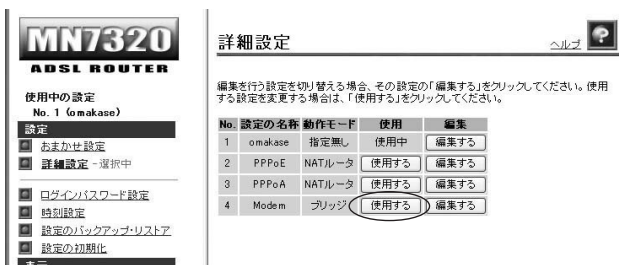 MN7320
ADSL ROUTER
使用中の設定
No. 1 (omakase)
設定
おまかせ設定
詳細設定 - 選択中
ログインパスワード設定
時刻設定
設定のバックアップ・リストア
設定の初期化
表示
詳細設定
ヘルプ ?
編集を行う設定を切り替える場合、その設定の「編集する」をクリックしてください。使用
する設定を変更する場合は、「使用する」をクリックしてください。
No. 設定の名称 動作モード 使用 編集
1 omakase 指定無し 使用中 編集する
2 PPPoE NATルータ 使用する 編集する
3 PPPoA NATルータ 使用する 編集する
4 Modem ブリッジ 使用する 編集する